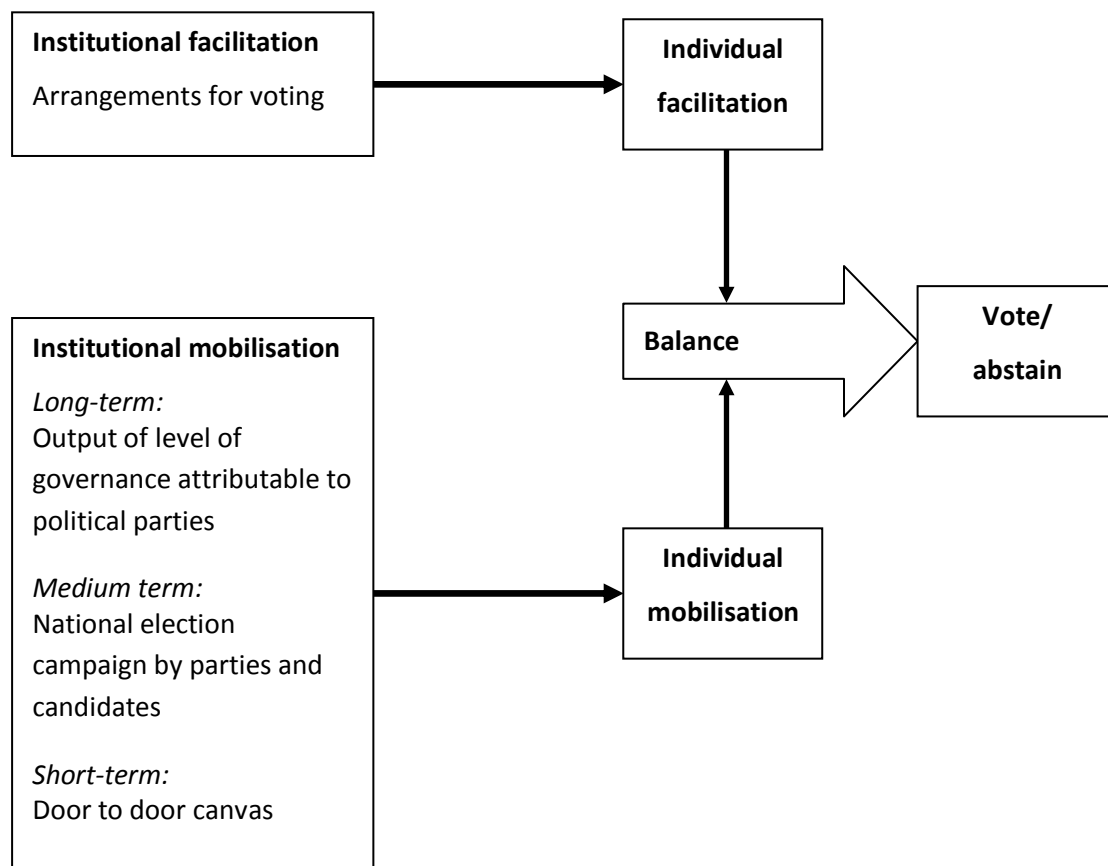 Institutional facilitation
Arrangements for voting
Individual
facilitation
Balance
Vote/
abstain
Institutional mobilisation
Long-term:
Output of level of
governance attributable to
political parties
Medium term:
National election
campaign by parties and
candidates
Short-term:
Door to door canvas
Individual
mobilisation